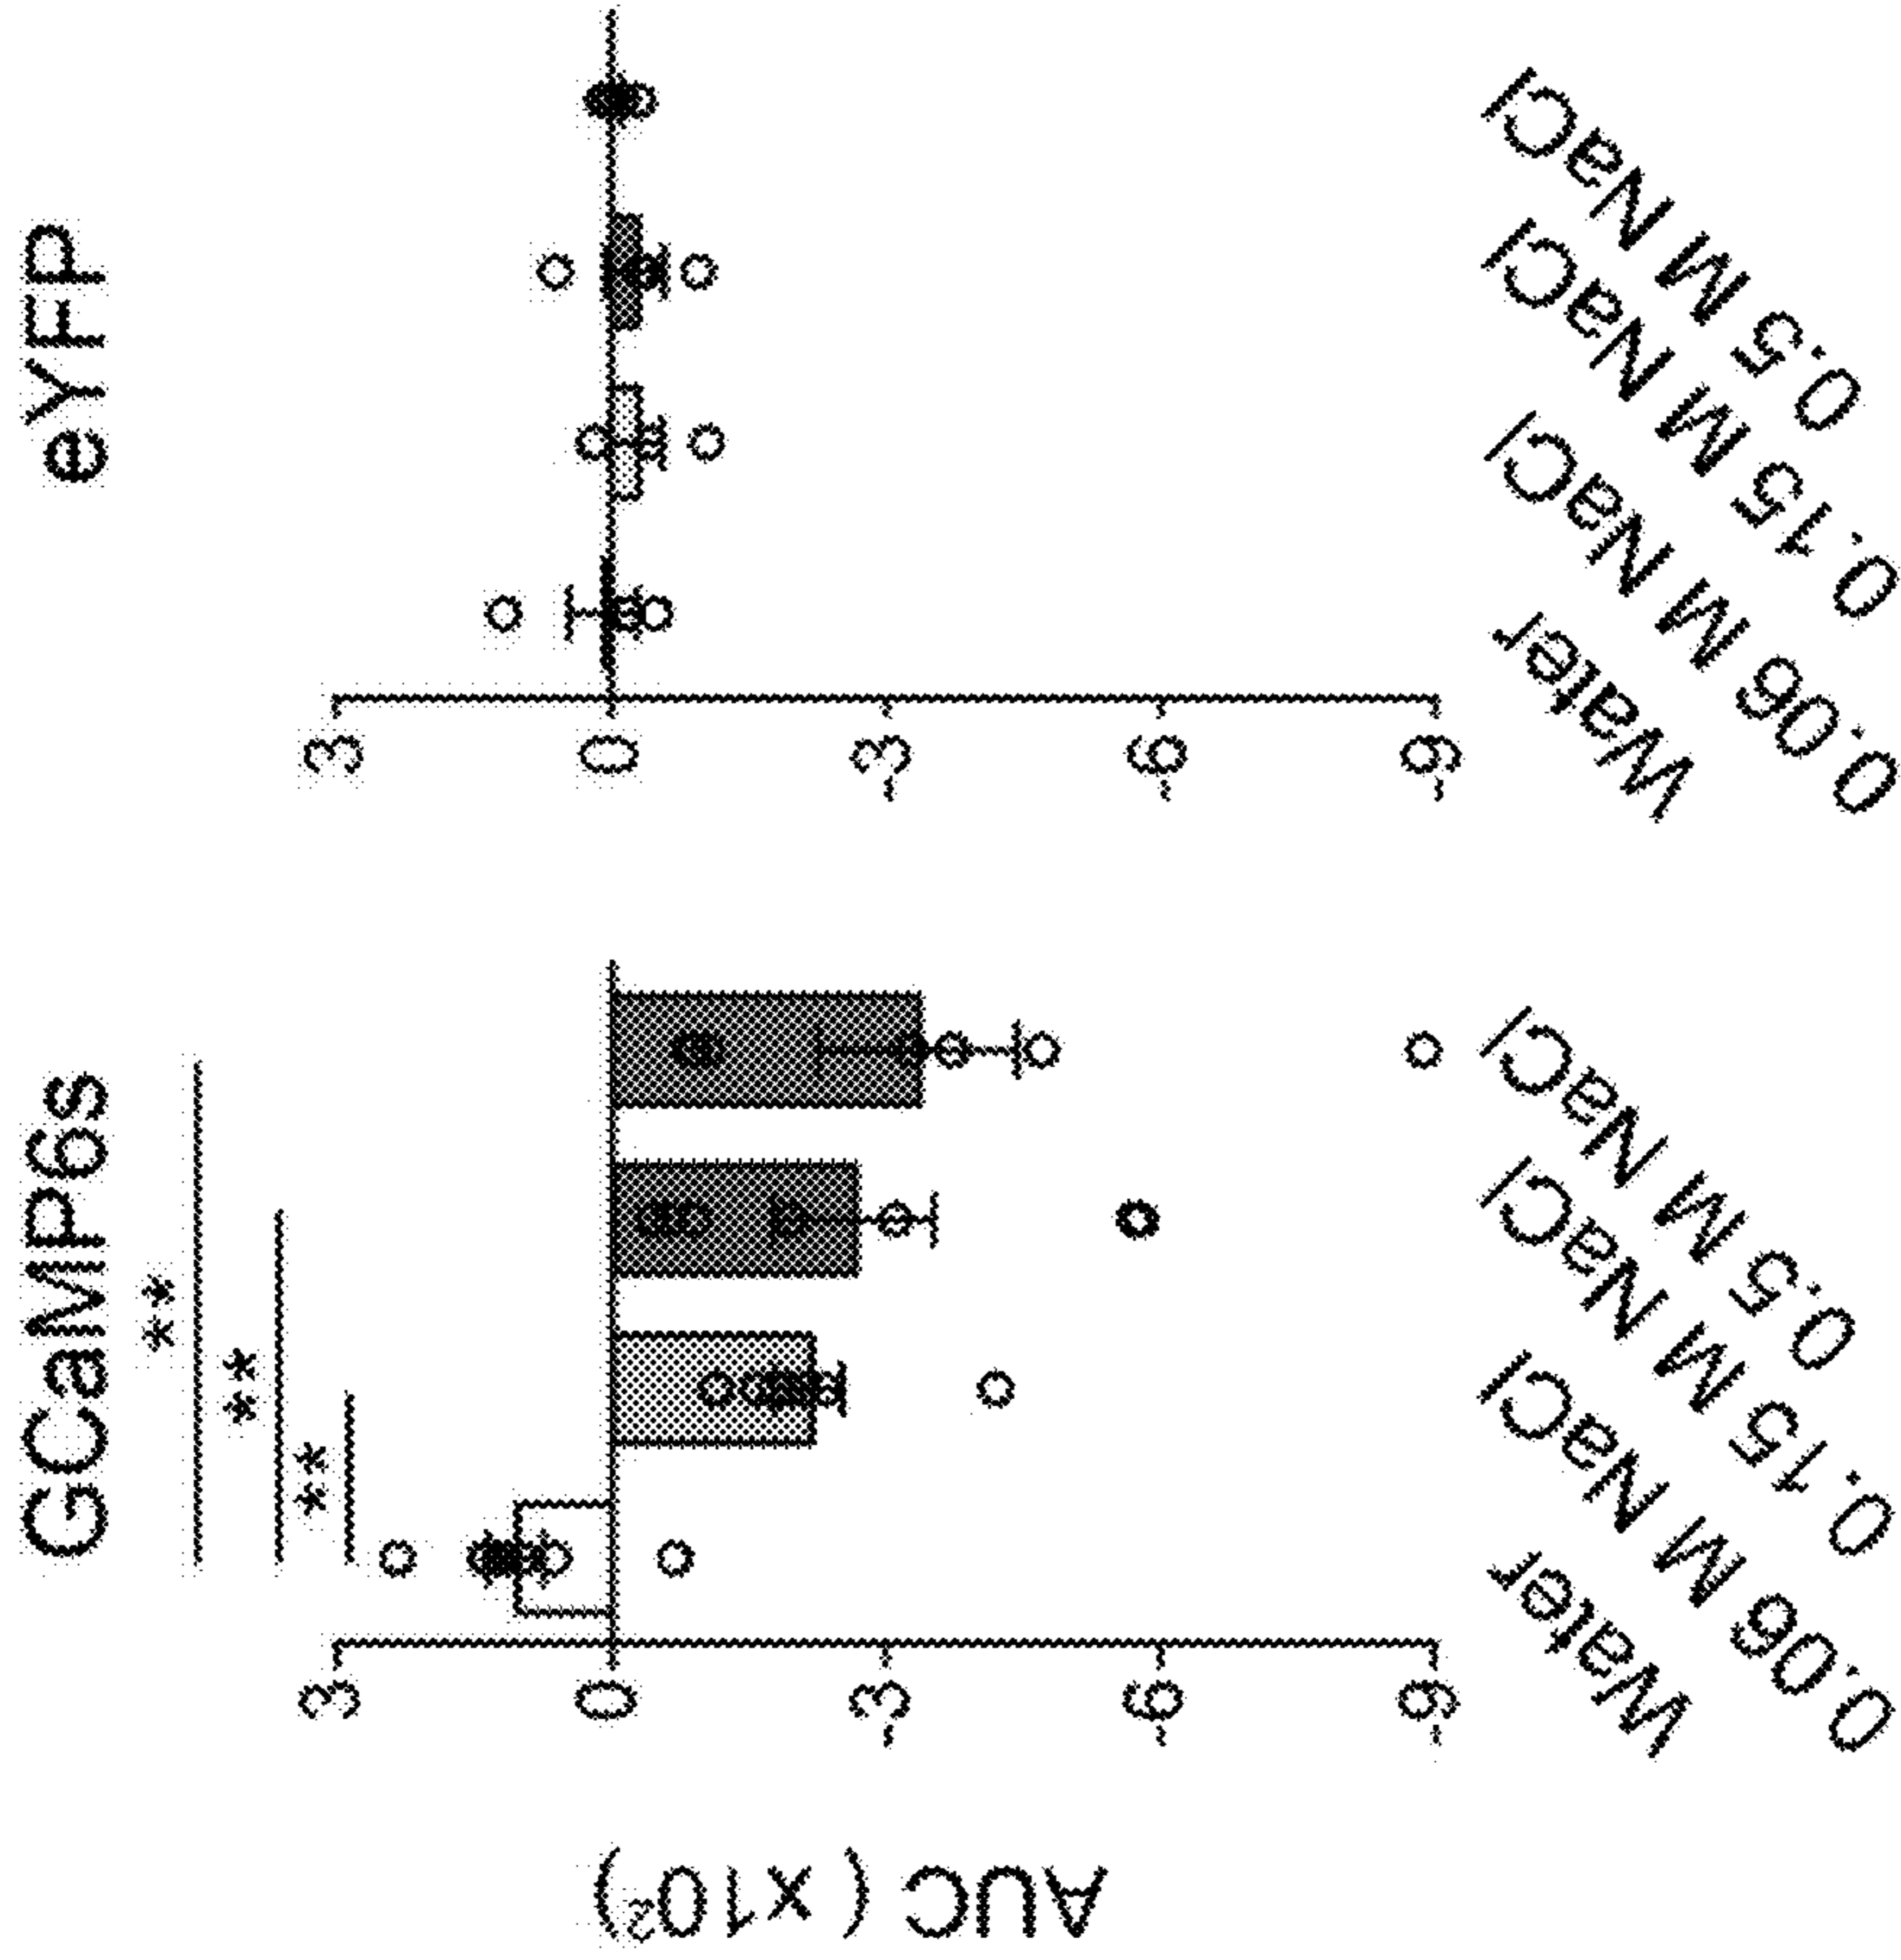 GCaMP6s
eYFP
**
**
**
AUC (x10²)
3
0
-3
-6
-9
Water
0.06 M NaCl
0.15 M NaCl
0.5 M NaCl
3
0
-3
-6
-9
Water
0.06 M NaCl
0.15 M NaCl
0.5 M NaCl